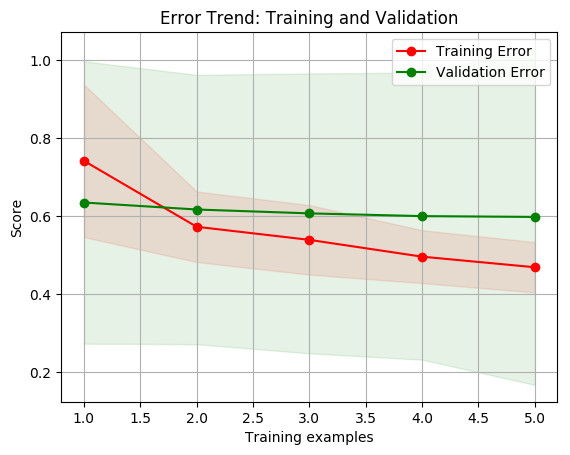 Error Trend: Training and Validation
Training Error
Validation Error
1.0
0.8
0.6
0.4
0.2
Score
1.0 1.5 2.0 2.5 3.0 3.5 4.0 4.5 5.0
Training examples